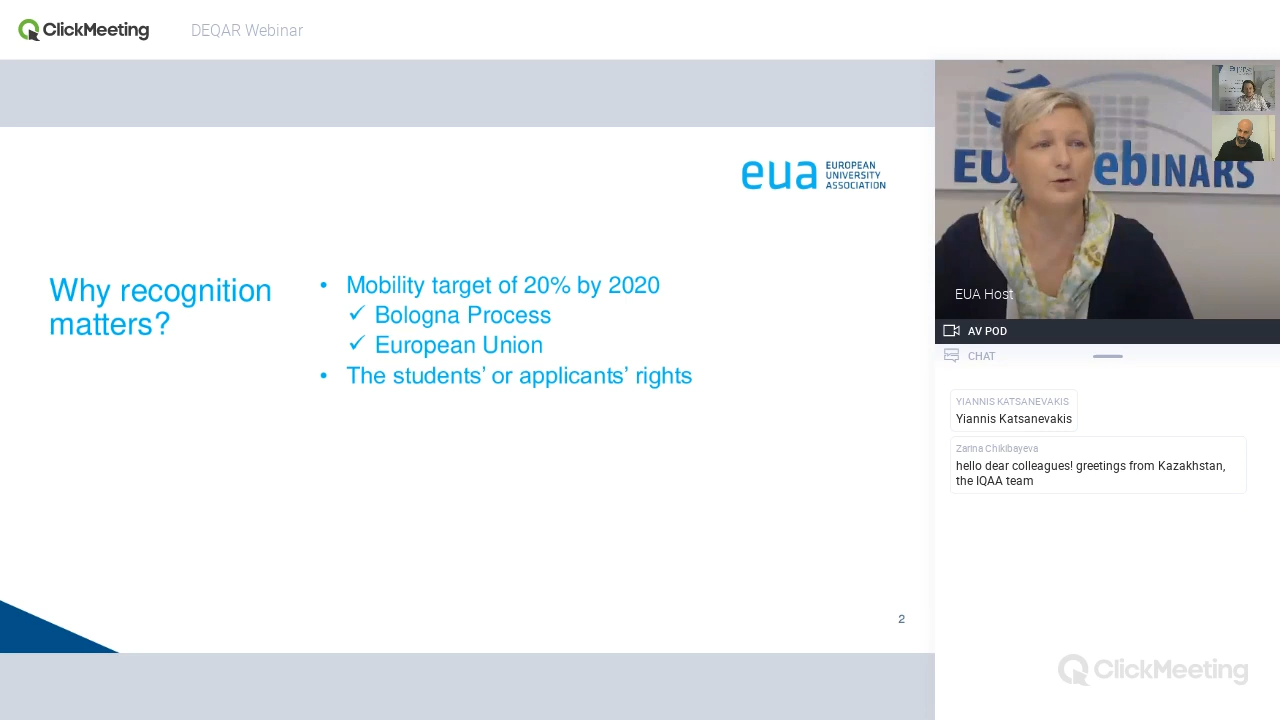 ClickMeeting
DEQAR Webinar
eua EUROPEAN
UNIVERSITY
ASSOCIATION
Why recognition
matters?
• Mobility target of 20% by 2020
✓ Bologna Process
✓ European Union
• The students’ or applicants’ rights
2
EUA Webinars
EUA Host
AV POD
CHAT
YIANNIS KATSANEVAKIS
Yiannis Katsanevakis
Zarina Chikibayeva
hello dear colleagues! greetings from Kazakhstan,
the IQAA team
ClickMeeting